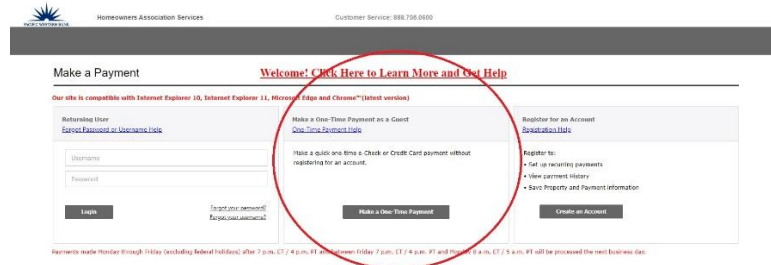 PACIFIC WESTERN BANK
Homeowners Association Services
Customer Service: 888.706.0600
Make a Payment
Welcome! Click Here to Learn More and Get Help
Our site is compatible with Internet Explorer 10, Internet Explorer 11, Microsoft Edge and Chrome™(latest version)
Returning User
Forgot Password or Username Help
Username
Password
Login
Forgot your password?
Forgot your username?
Make a One-Time Payment as a Guest
One-Time Payment Help
Make a quick one-time e-Check or Credit Card payment without
registering for an account.
Make a One Time Payment
Register for an Account
Registration Help
Register to:
• Set up recurring payments
• View payment History
• Save Property and Payment information
Create an Account
Payments made Monday through Friday (excluding federal holidays) after 7 p.m. ET / 4 p.m. PT and between Friday 7 p.m. ET / 4 p.m. PT and Monday 8 a.m. ET / 5 a.m. PT will be processed the next business day.